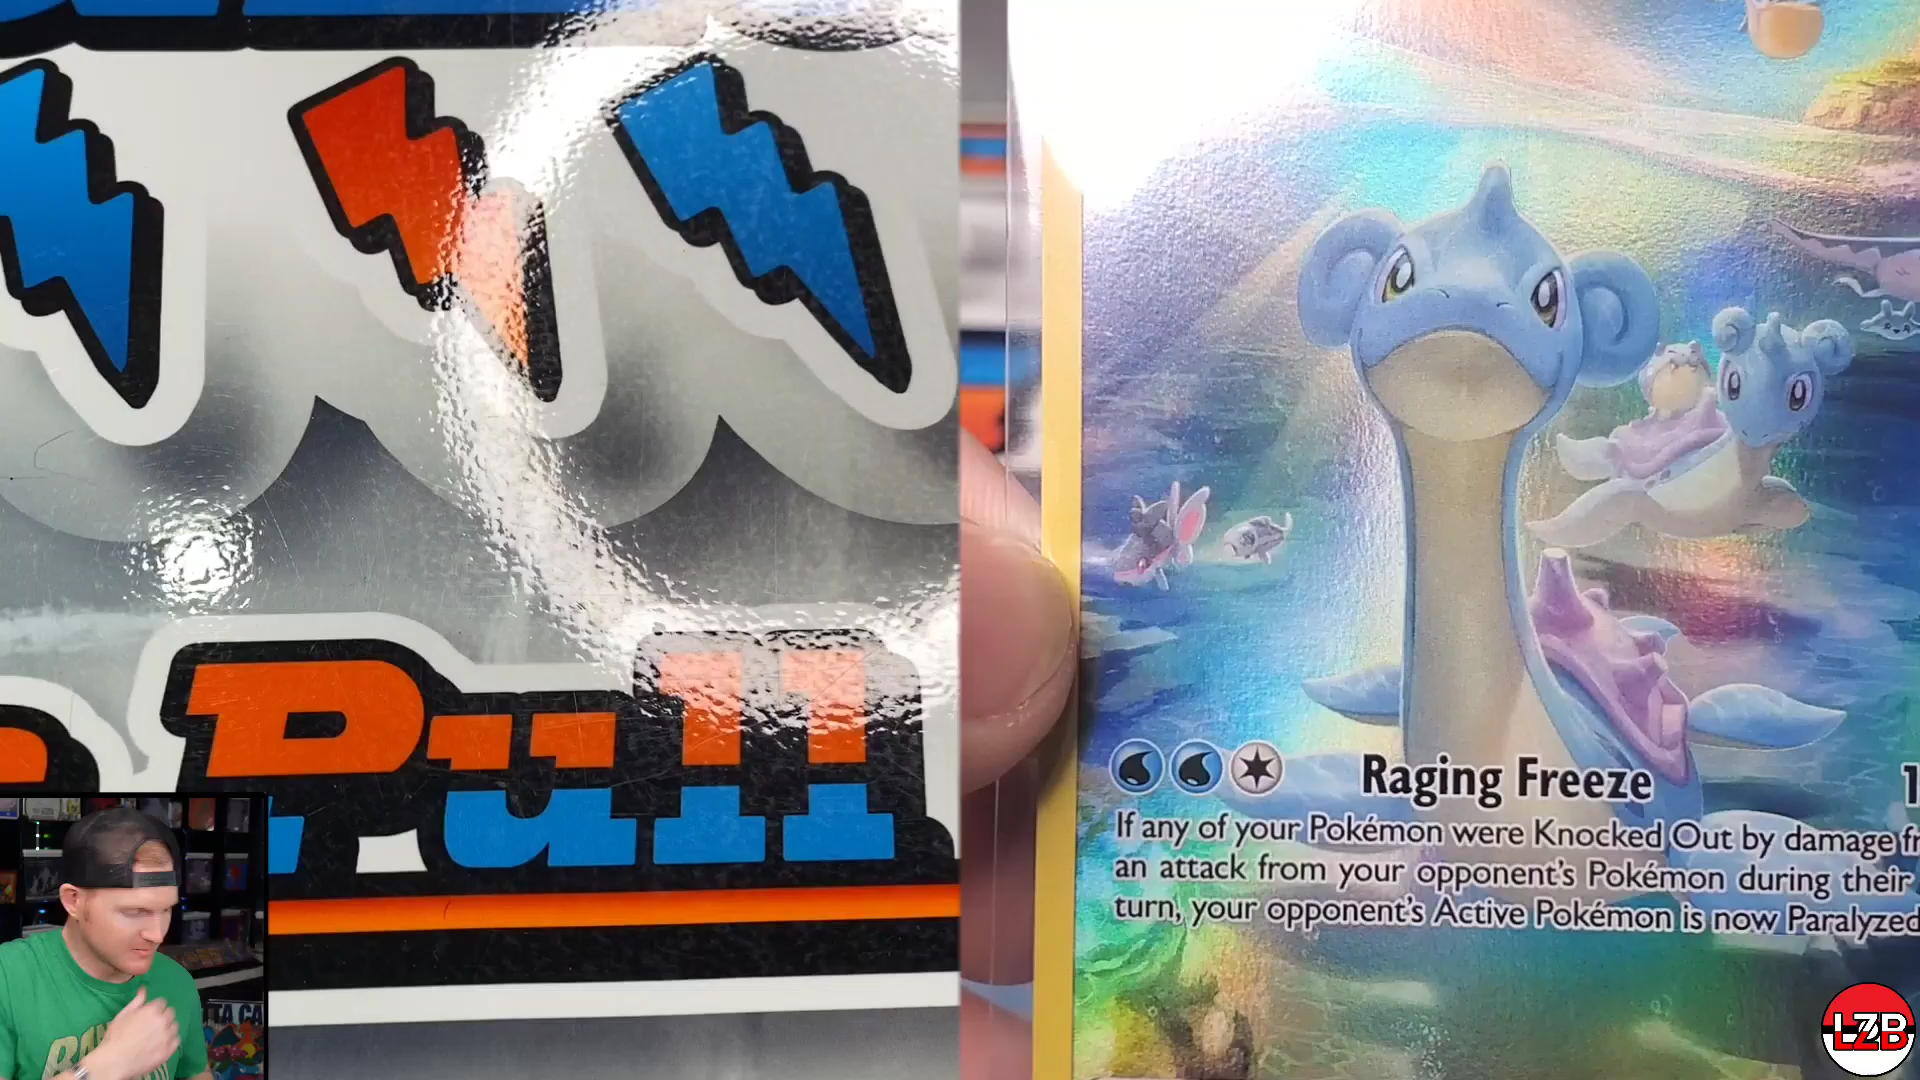 Pull
Raging Freeze
If any of your Pokémon were Knocked Out by damage
an attack from your opponent's Pokémon during their
turn, your opponent's Active Pokémon is now Paralyzed
LZB